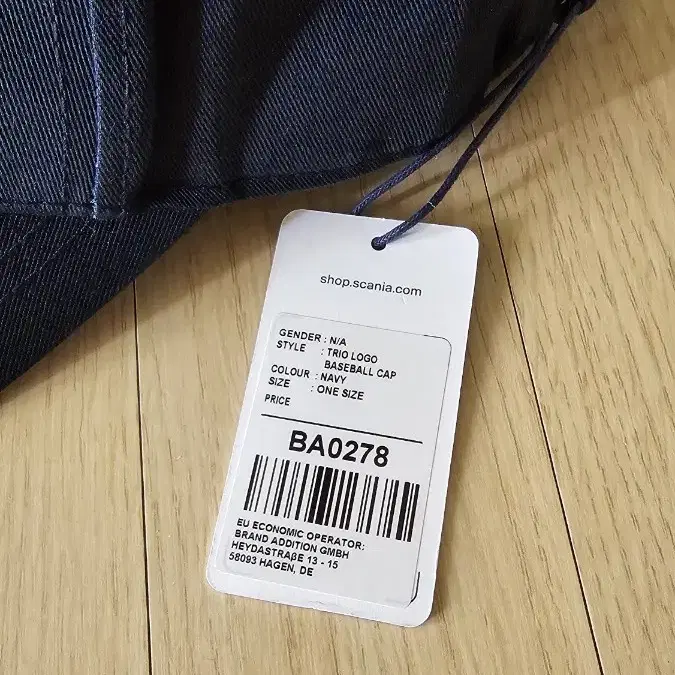 shop.scania.com
GENDER : N/A
STYLE : TRIO LOGO
BASEBALL CAP
COLOUR : NAVY
SIZE : ONE SIZE
PRICE
BA0278
EU ECONOMIC OPERATOR:
BRAND ADDITION GMBH
HEYDASTRAßE 13 - 15
58093 HAGEN, DE